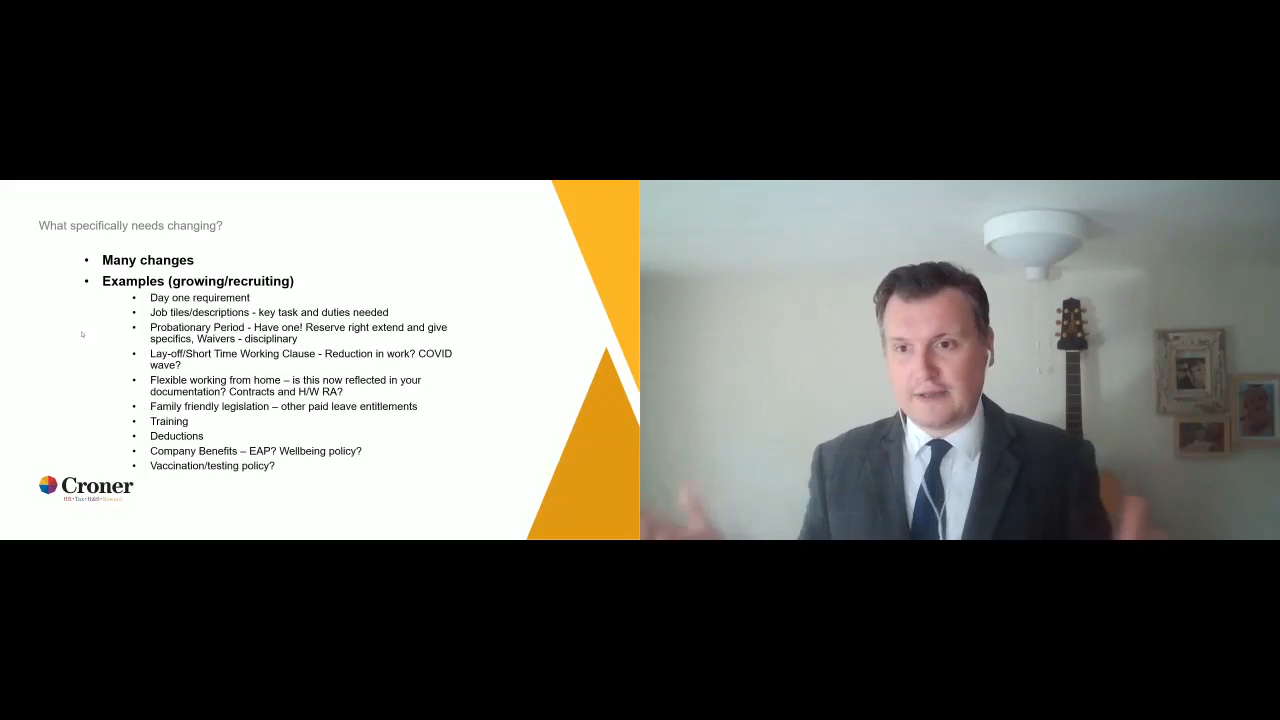 What specifically needs changing?
• Many changes
• Examples (growing/recruiting)
• Day one requirement
• Job tiles/descriptions - key task and duties needed
• Probationary Period - Have one! Reserve right extend and give
specifics, Waivers - disciplinary
• Lay-off/Short Time Working Clause - Reduction in work? COVID
wave?
• Flexible working from home – is this now reflected in your
documentation? Contracts and H/W RA?
• Family friendly legislation – other paid leave entitlements
• Training
• Deductions
• Company Benefits – EAP? Wellbeing policy?
• Vaccination/testing policy?
Croner
HR•Tax•H&S•Reward